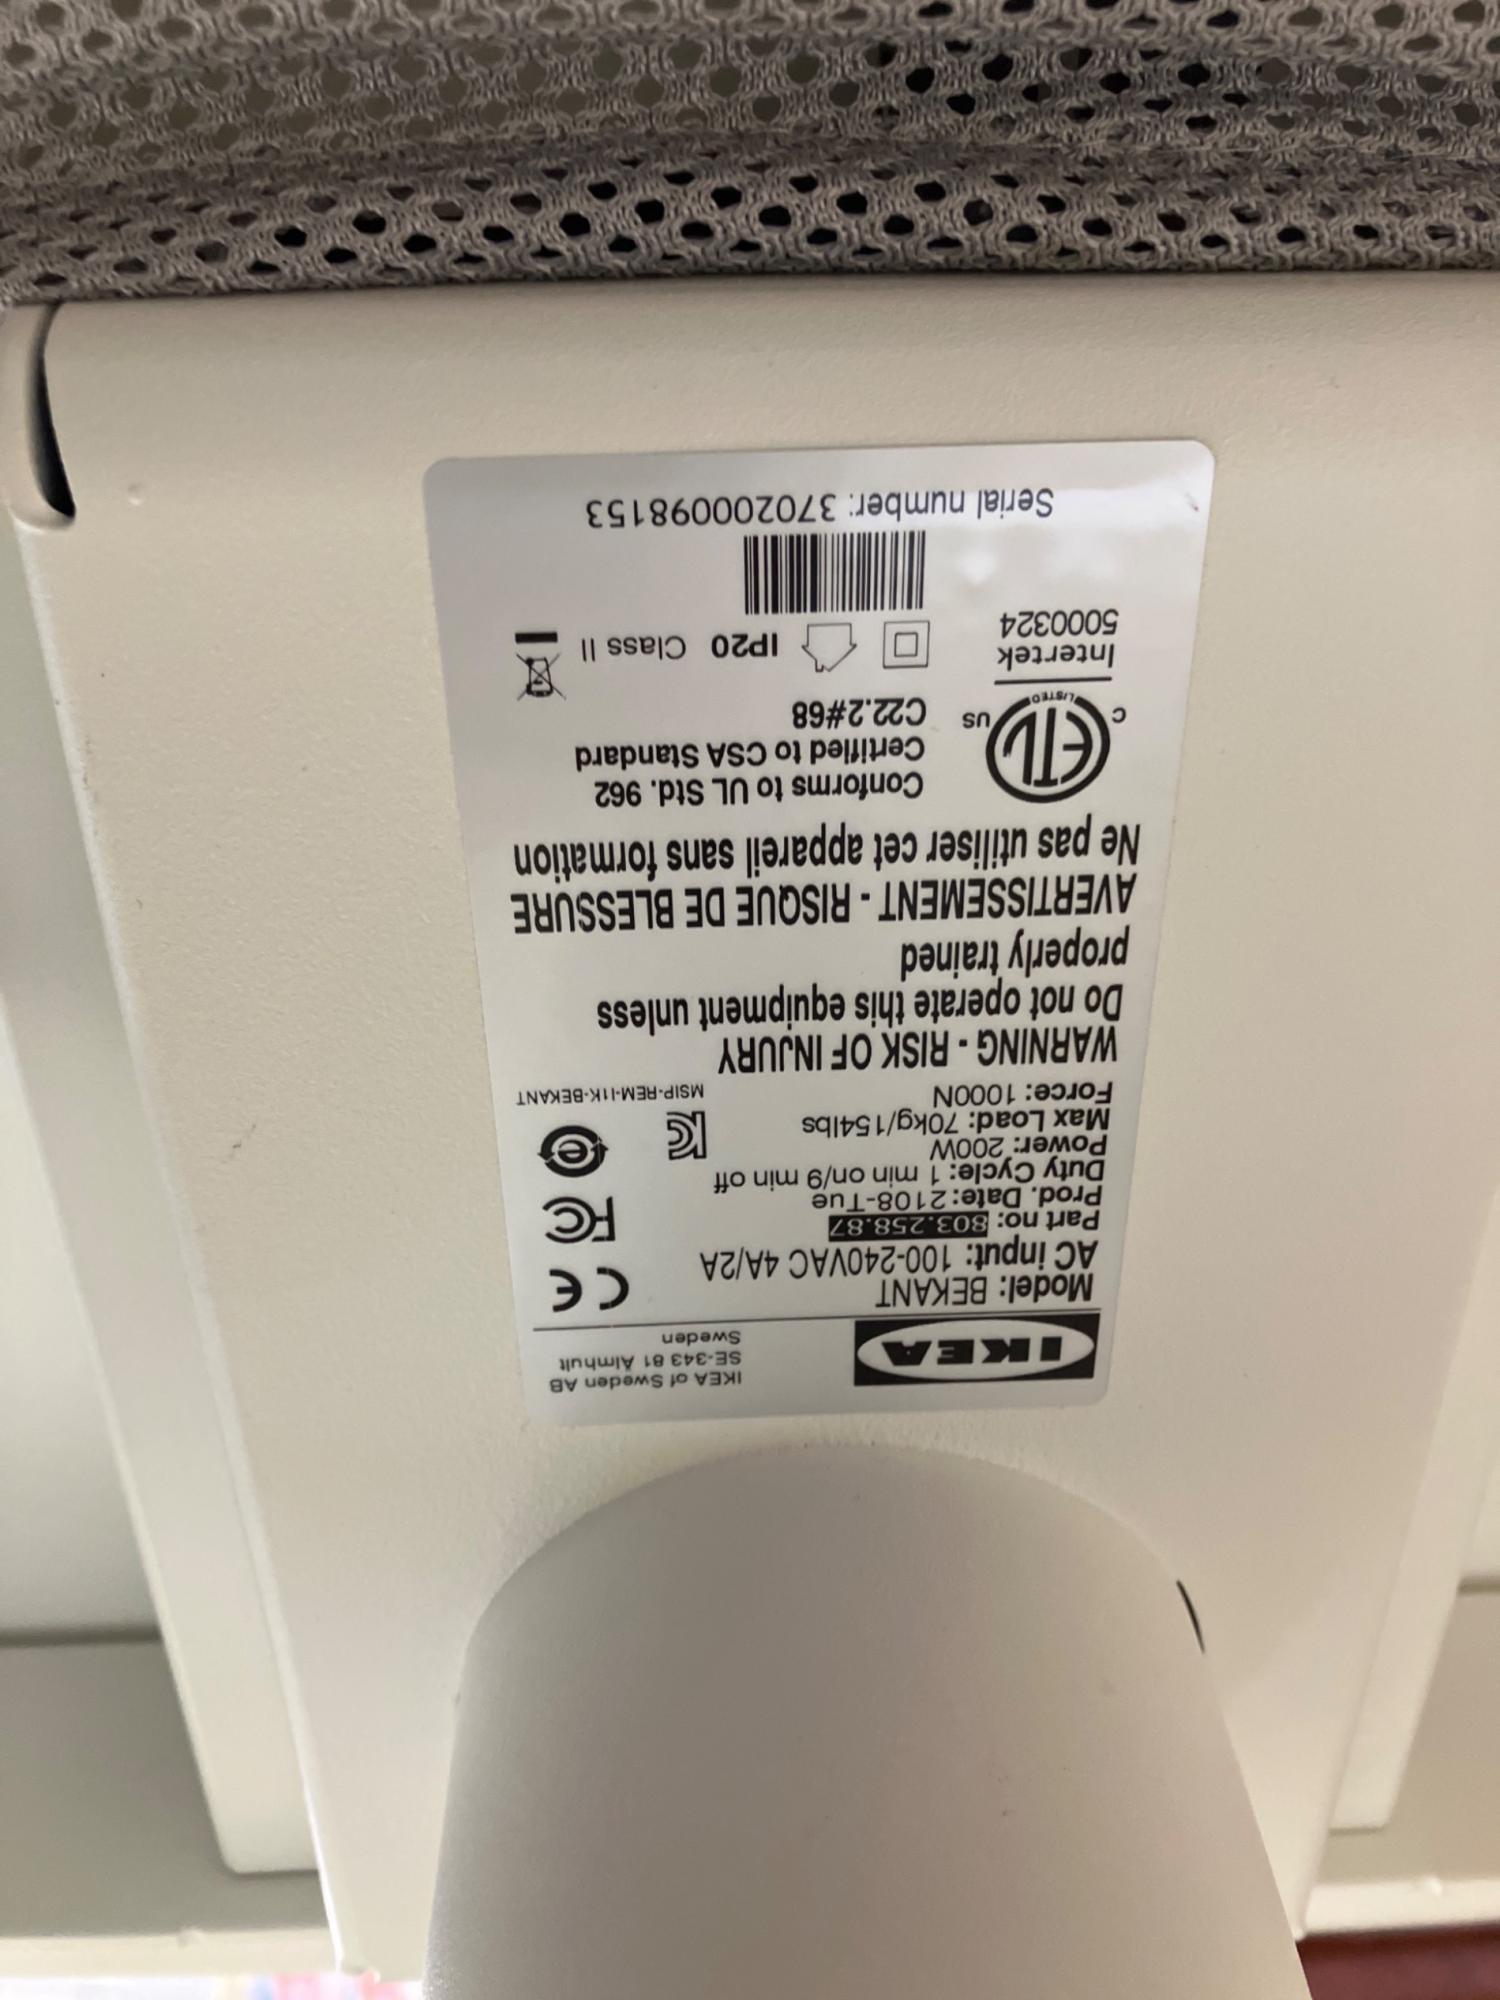 IKEA
IKEA of Sweden AB
SE-343 81 Älmhult
Sweden
Model: BEKANT
AC input: 100-240VAC 4A/2A
Part no: 803.258.87
Prod. Date: 2108-Tue
Duty Cycle: 1 min on/9 min off
Power: 200W
Max Load: 70kg/154lbs
Force: 1000N
CE
FC
e
MSIP-REM-I1K-BEKANT
WARNING - RISK OF INJURY
Do not operate this equipment unless
properly trained
AVERTISSEMENT - RISQUE DE BLESSURE
Ne pas utiliser cet appareil sans formation
C ETL US
LISTED
Intertek
5000324
Conforms to UL Std. 962
Certified to CSA Standard
C22.2#68
IP20 Class II
Serial number: 370200098153